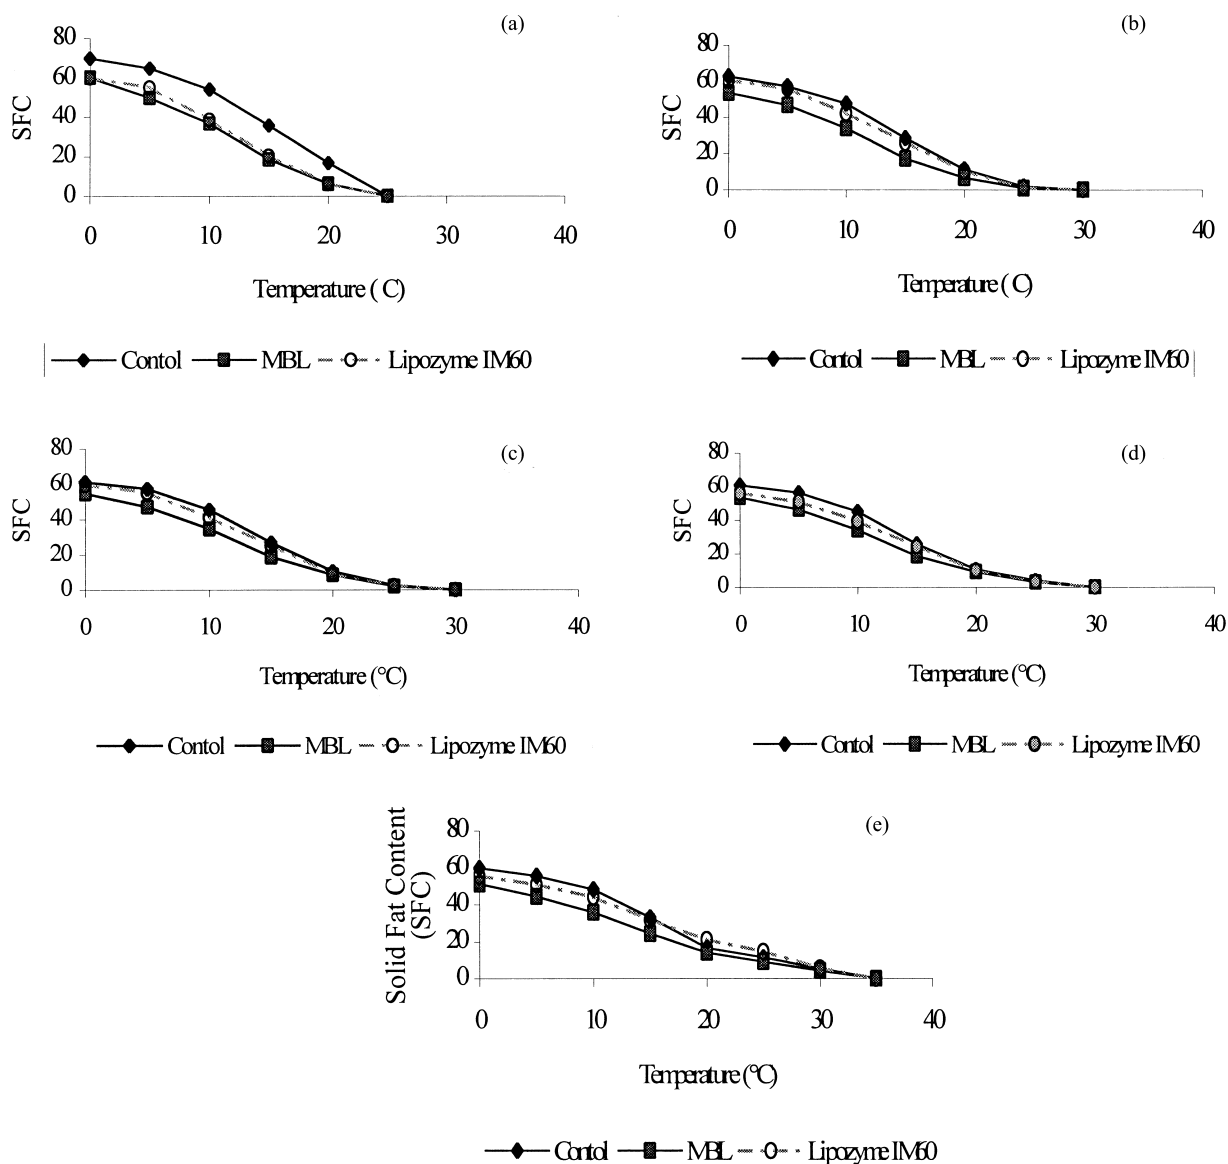 (a)
80
60
40
20
0
SFC
0 10 20 30 40
Temperature ( C)
Contol MBL Lipozyme IM60
(b)
80
60
40
20
0
SFC
0 10 20 30 40
Temperature ( C)
Contol MBL Lipozyme IM60
(c)
80
60
40
20
0
SFC
0 10 20 30 40
Temperature (°C)
Contol MBL Lipozyme IM60
(d)
80
60
40
20
0
SFC
0 10 20 30 40
Temperature (°C)
Contol MBL Lipozyme IM60
(e)
Solid Fat Content
(SFC)
80
60
40
20
0
0 10 20 30 40
Temperature (°C)
Contol MBL Lipozyme IM60